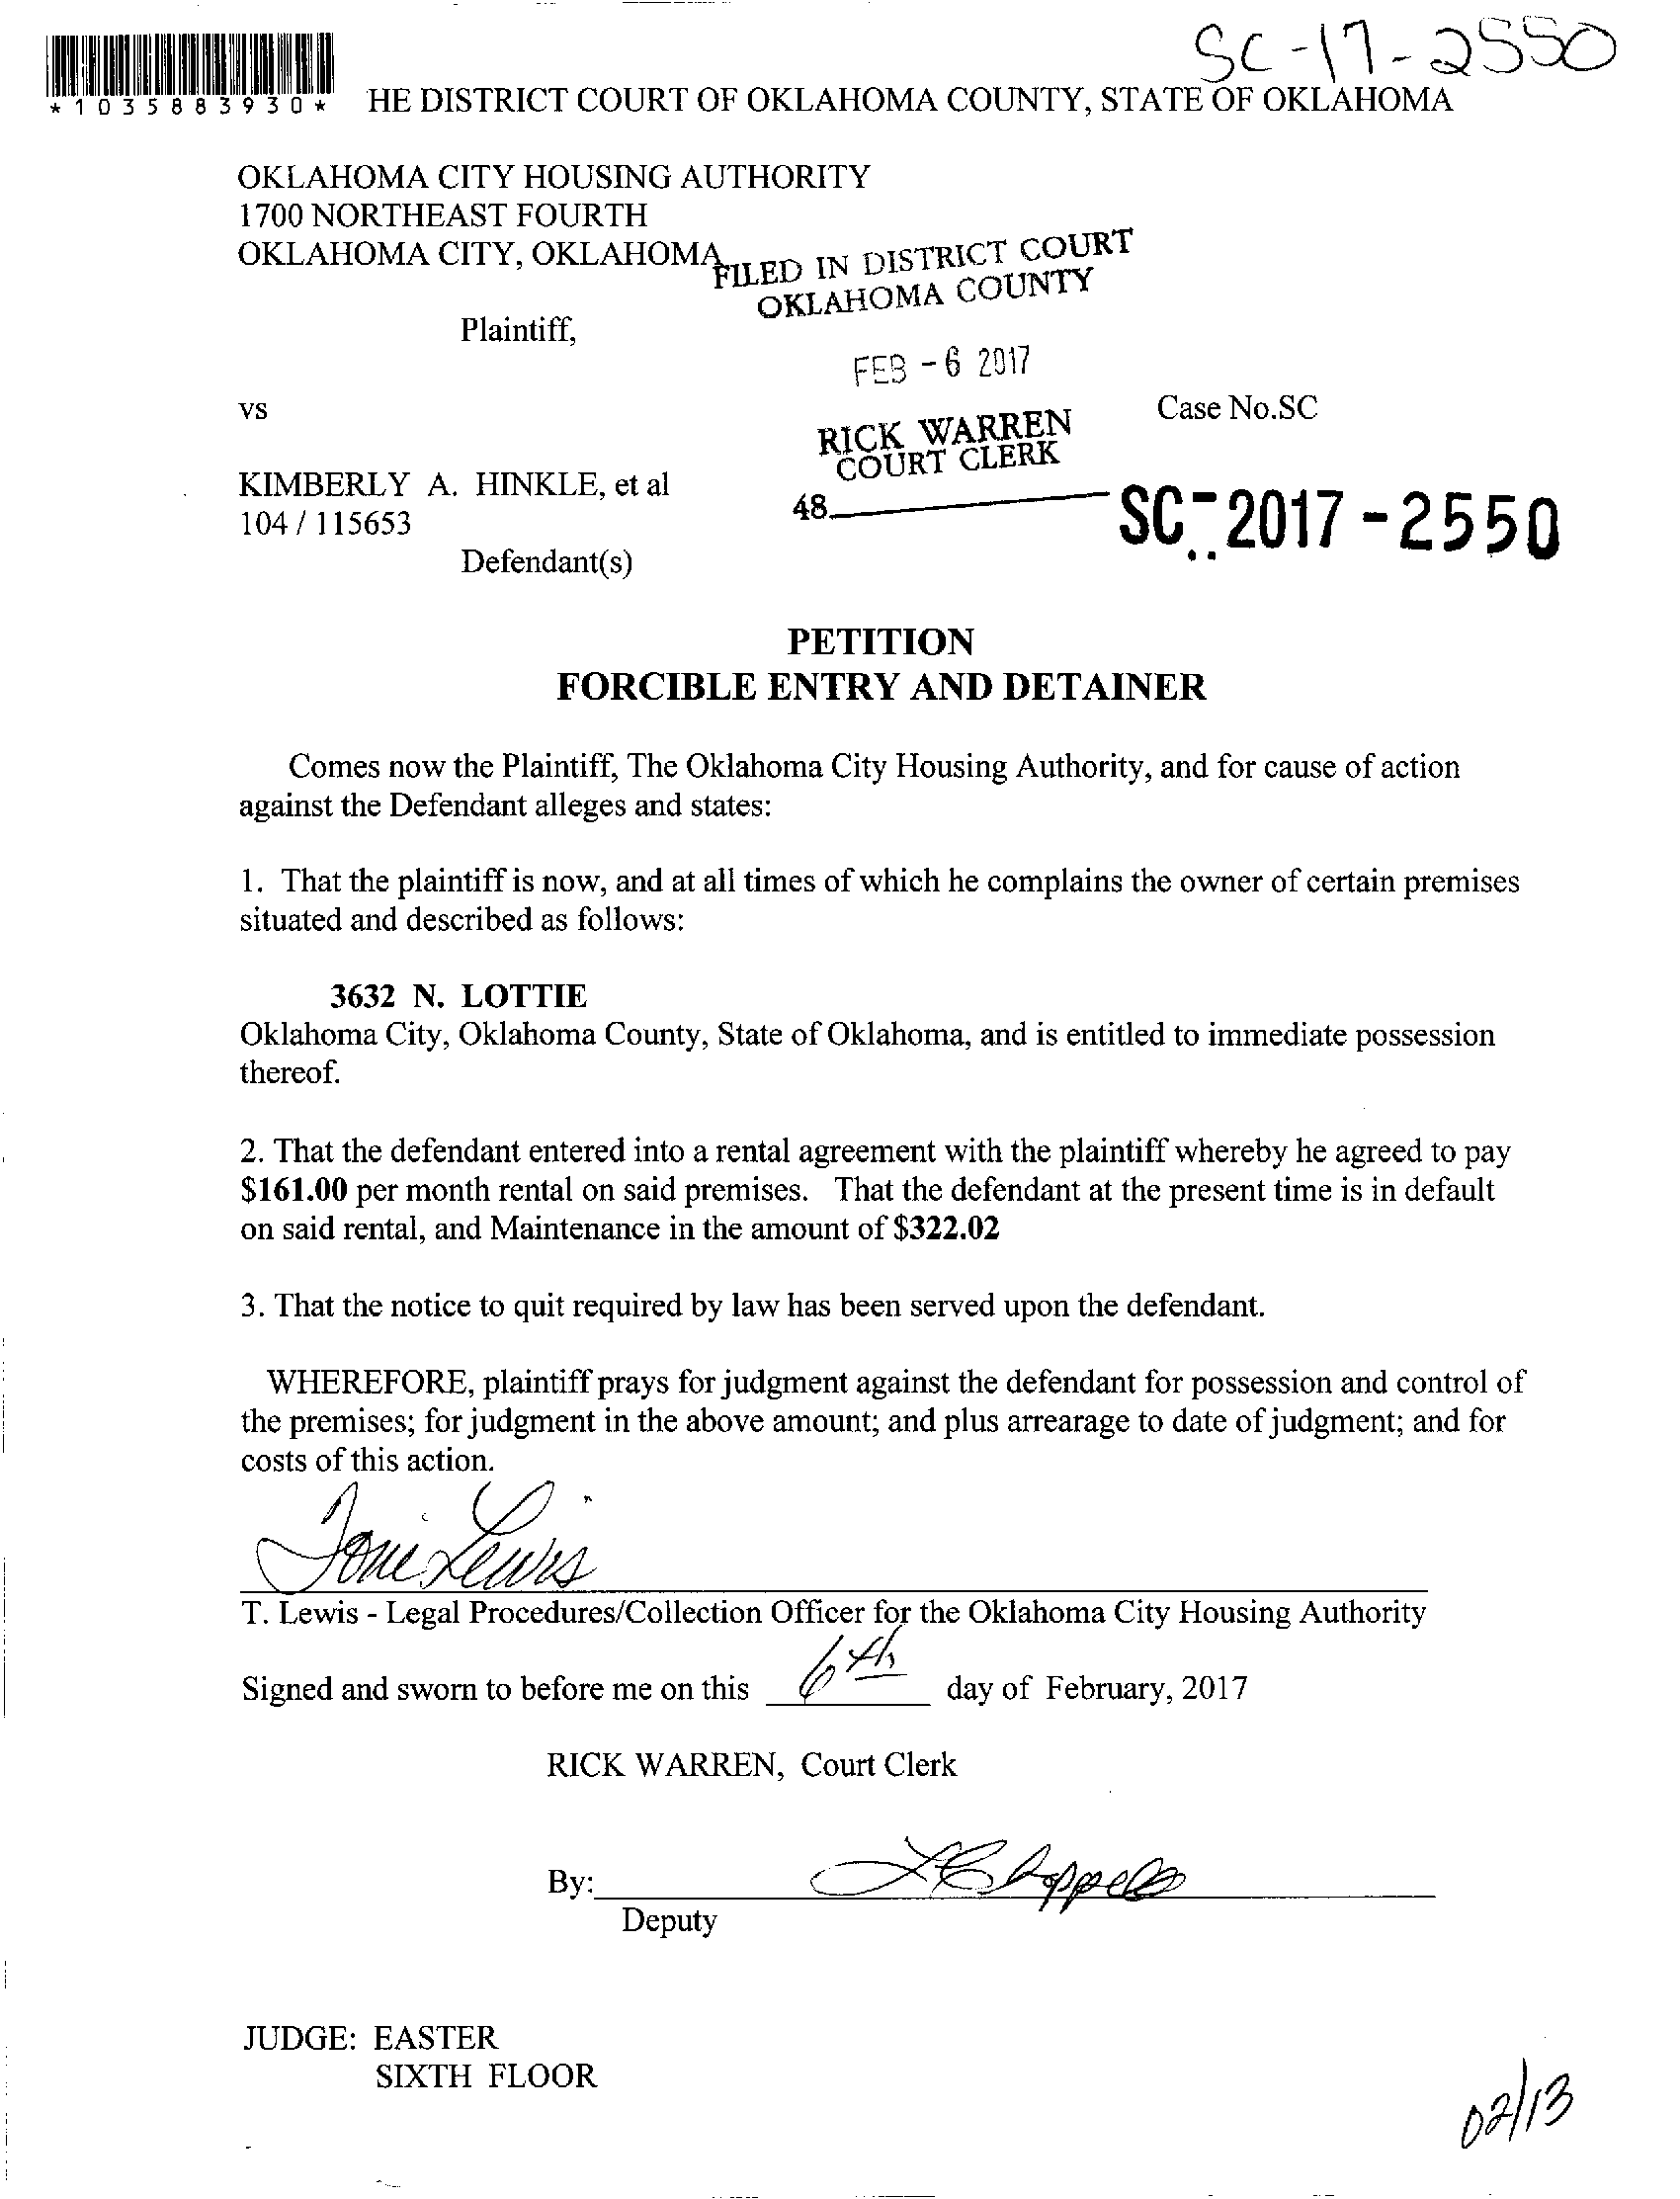 SC-17-2550
*1035883930*
HE DISTRICT COURT OF OKLAHOMA COUNTY, STATE OF OKLAHOMA
OKLAHOMA CITY HOUSING AUTHORITY
1700 NORTHEAST FOURTH
OKLAHOMA CITY, OKLAHOMA
FILED IN DISTRICT COURT
OKLAHOMA COUNTY
Plaintiff,
FEB -6 2017
vs
Case No.SC
RICK WARREN
COURT CLERK
KIMBERLY A. HINKLE, et al
48
SC-2017-2550
104 / 115653
Defendant(s)
PETITION
FORCIBLE ENTRY AND DETAINER
Comes now the Plaintiff, The Oklahoma City Housing Authority, and for cause of action
against the Defendant alleges and states:
1. That the plaintiff is now, and at all times of which he complains the owner of certain premises
situated and described as follows:
3632 N. LOTTIE
Oklahoma City, Oklahoma County, State of Oklahoma, and is entitled to immediate possession
thereof.
2. That the defendant entered into a rental agreement with the plaintiff whereby he agreed to pay
$161.00 per month rental on said premises. That the defendant at the present time is in default
on said rental, and Maintenance in the amount of $322.02
3. That the notice to quit required by law has been served upon the defendant.
WHEREFORE, plaintiff prays for judgment against the defendant for possession and control of
the premises; for judgment in the above amount; and plus arrearage to date of judgment; and for
costs of this action.
Toni Lewis
T. Lewis - Legal Procedures/Collection Officer for the Oklahoma City Housing Authority
Signed and sworn to before me on this 6th day of February, 2017
RICK WARREN, Court Clerk
By:
Deputy
JUDGE: EASTER
SIXTH FLOOR
02/13